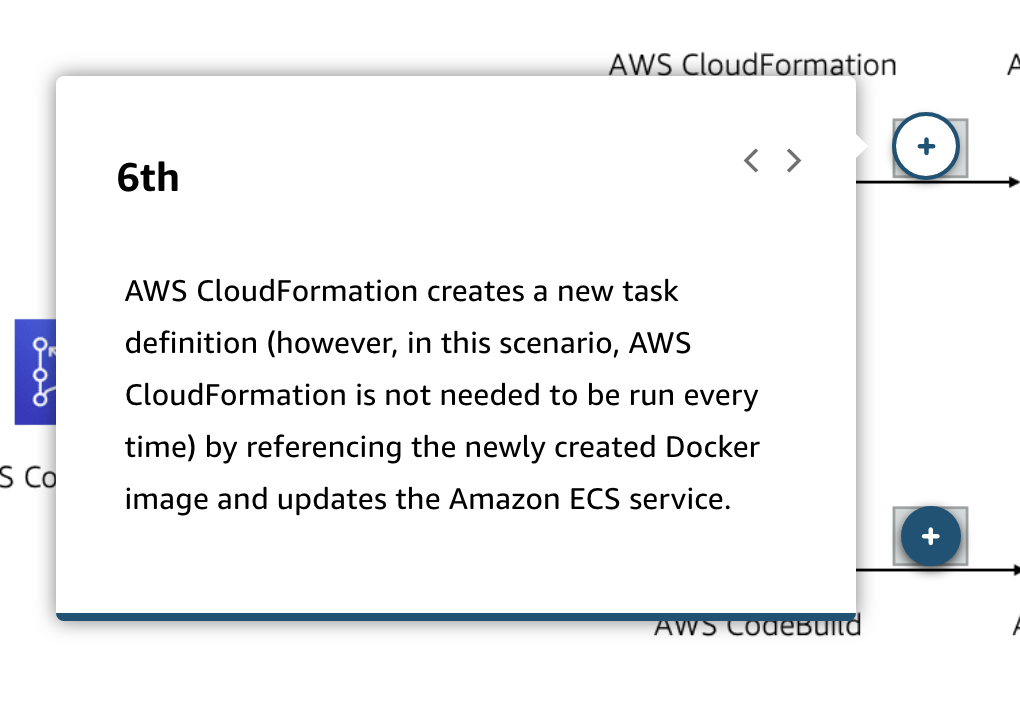 AWS CloudFormation
A
6th
AWS CloudFormation creates a new task
definition (however, in this scenario, AWS
CloudFormation is not needed to be run every
time) by referencing the newly created Docker
image and updates the Amazon ECS service.
S Co
AWS CodeBuild
A